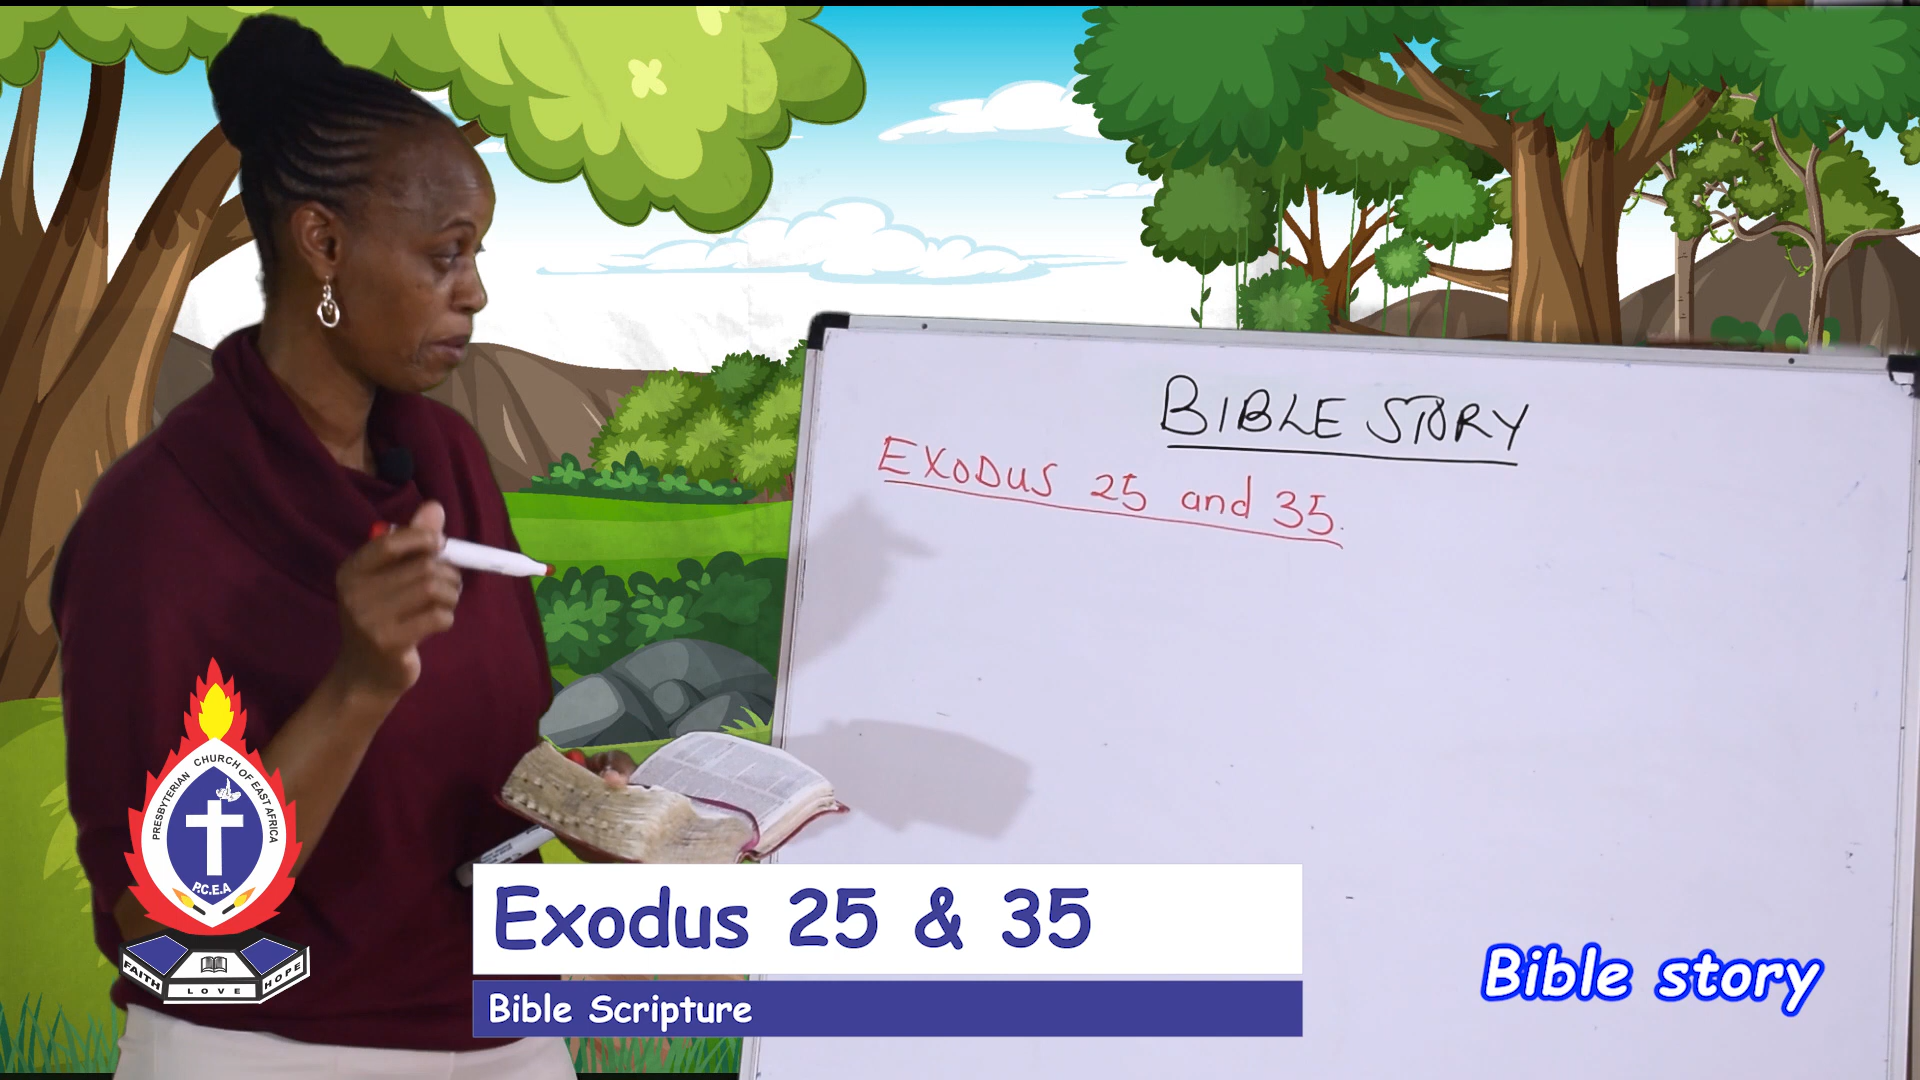 BIBLE STORY
EXODUS 25 and 35.
PRESBYTERIAN CHURCH OF EAST AFRICA
P.C.E.A
FAITH
LOVE
HOPE
Exodus 25 & 35
Bible Scripture
Bible story